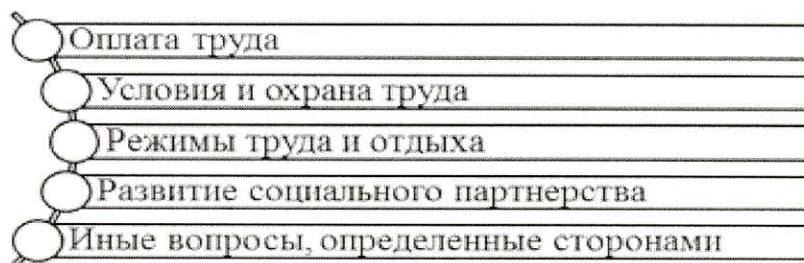 Оплата труда
Условия и охрана труда
Режимы труда и отдыха
Развитие социального партнерства
Иные вопросы, определенные сторонами